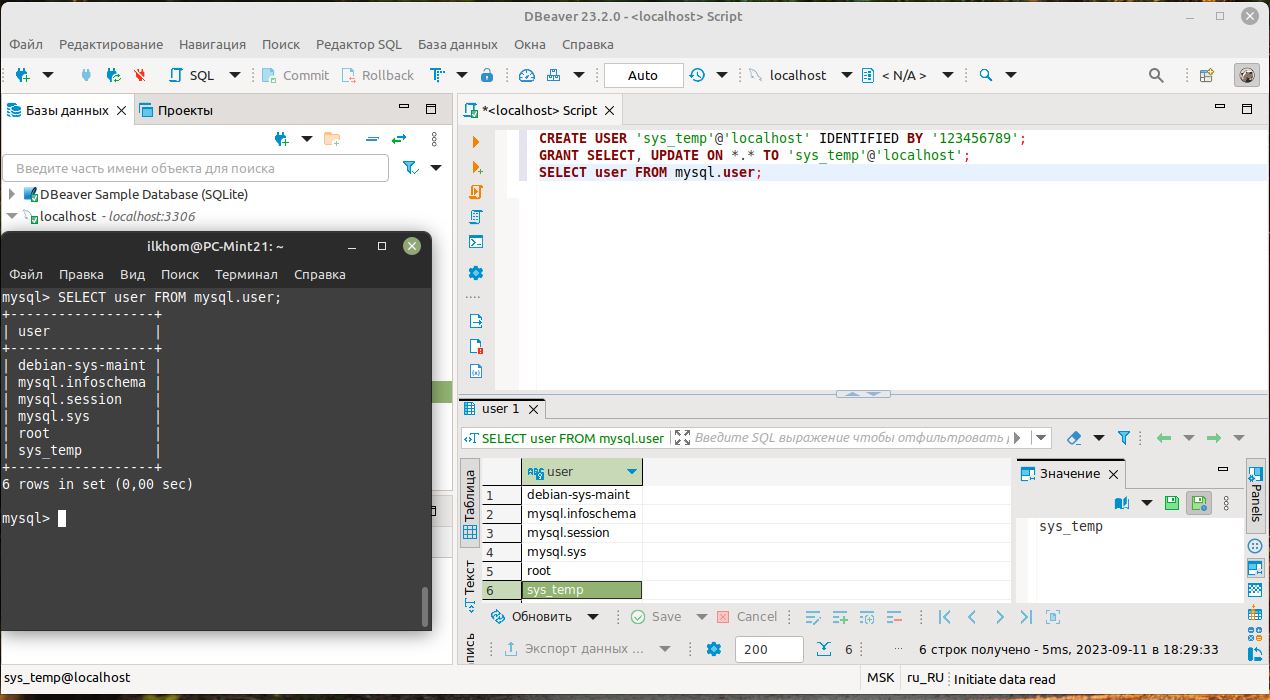 DBeaver 23.2.0 - <localhost> Script
Файл Редактирование Навигация Поиск Редактор SQL База данных Окна Справка
SQL Commit Rollback Auto localhost < N/A >
Базы данных Проекты
Введите часть имени объекта для поиска
DBeaver Sample Database (SQLite)
localhost - localhost:3306
ilkhom@PC-Mint21: ~
Файл Правка Вид Поиск Терминал Справка
mysql> SELECT user FROM mysql.user;
+------------------+
| user             |
+------------------+
| debian-sys-maint |
| mysql.infoschema |
| mysql.session    |
| mysql.sys        |
| root             |
| sys_temp         |
+------------------+
6 rows in set (0,00 sec)
mysql>
*<localhost> Script
CREATE USER 'sys_temp'@'localhost' IDENTIFIED BY '123456789';
GRANT SELECT, UPDATE ON *.* TO 'sys_temp'@'localhost';
SELECT user FROM mysql.user;
user 1
SELECT user FROM mysql.user Введите SQL выражение чтобы отфильтровать
Таблица
Текст
пись
user
1 debian-sys-maint
2 mysql.infoschema
3 mysql.session
4 mysql.sys
5 root
6 sys_temp
Значение
sys_temp
Panels
Обновить Save Cancel
Экспорт данных ... 200 6 ... 6 строк получено - 5ms, 2023-09-11 в 18:29:33
sys_temp@localhost MSK ru_RU Initiate data read